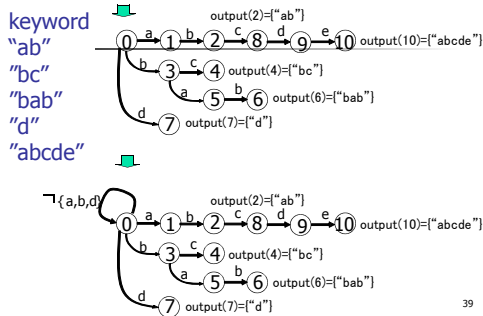 keyword
“ab”
”bc”
”bab”
”d”
”abcde”
output(2)={“ab”}
0 a 1 b 2 c 8 d 9 e 10 output(10)={“abcde”}
b 3 c 4 output(4)={“bc”}
a 5 b 6 output(6)={“bab”}
d 7 output(7)={“d”}
¬{a,b,d}
output(2)={“ab”}
0 a 1 b 2 c 8 d 9 e 10 output(10)={“abcde”}
b 3 c 4 output(4)={“bc”}
a 5 b 6 output(6)={“bab”}
d 7 output(7)={“d”}
39